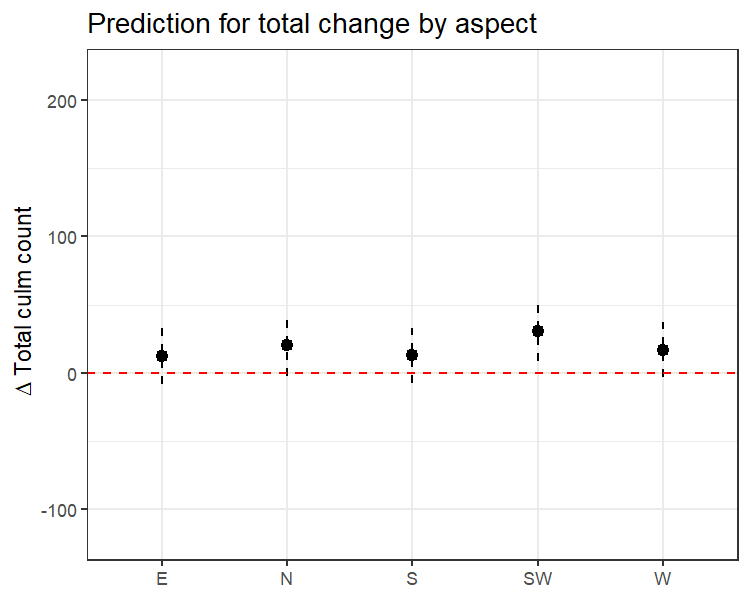 Prediction for total change by aspect
Δ Total culm count
200
100
0
-100
E N S SW W